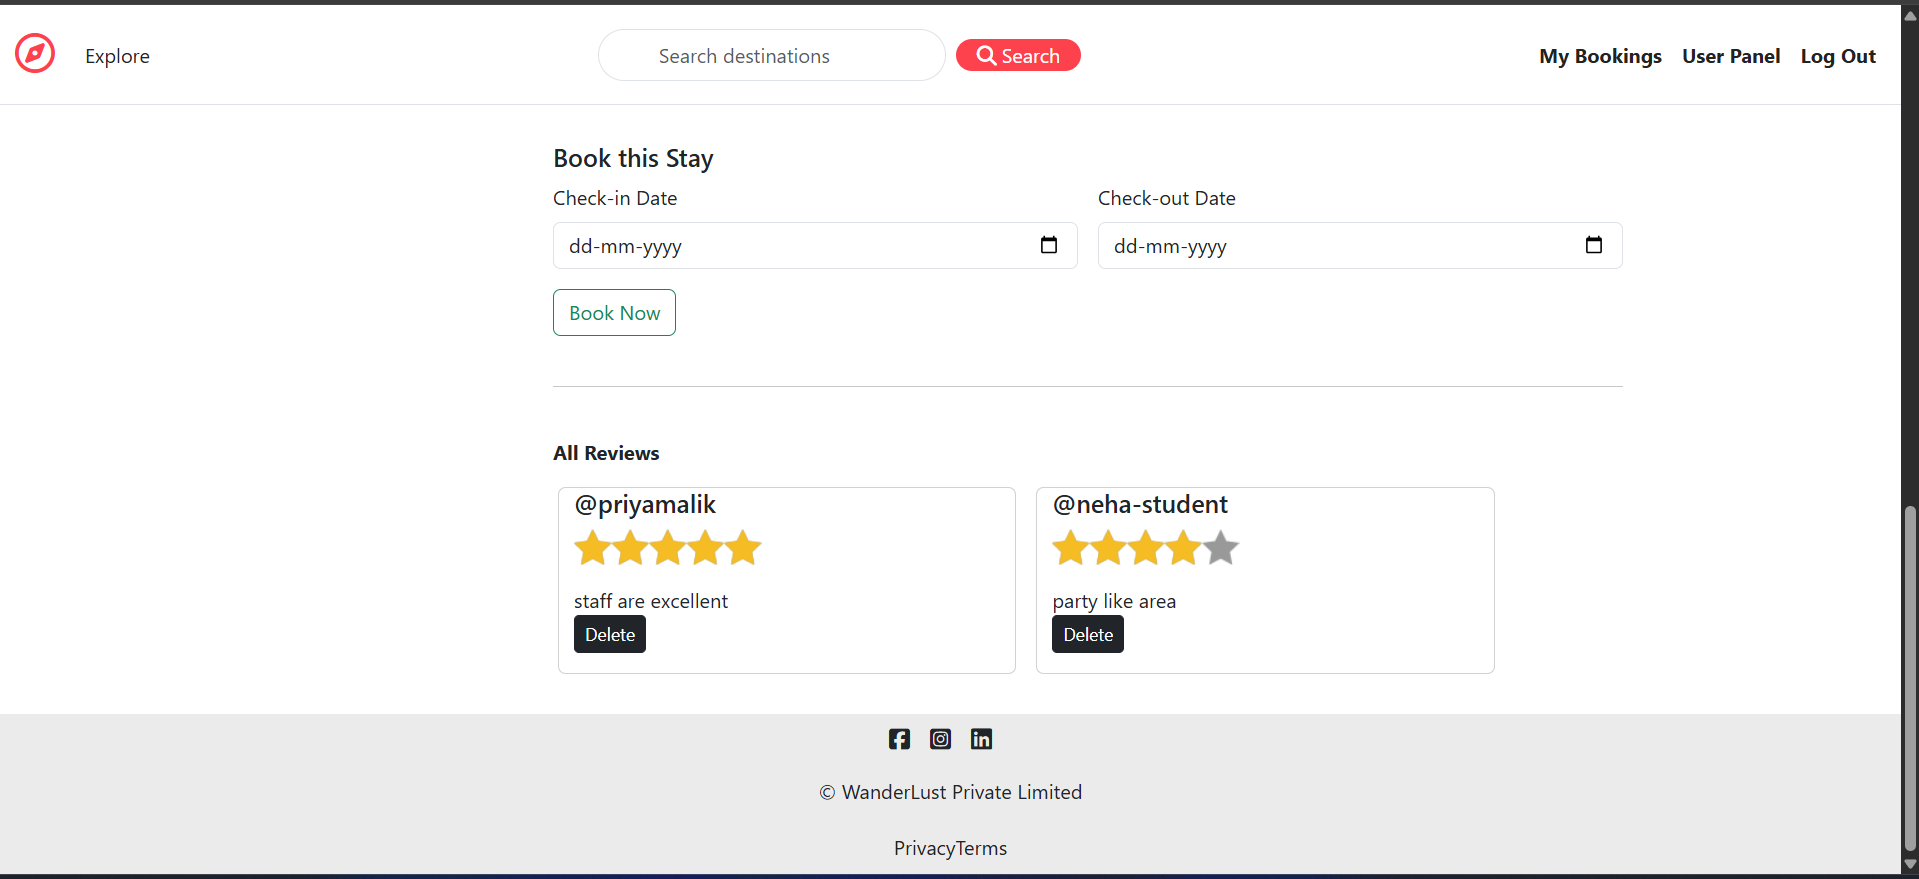 Explore
Search destinations
Search
My Bookings
User Panel
Log Out
Book this Stay
Check-in Date
Check-out Date
dd-mm-yyyy
dd-mm-yyyy
Book Now
All Reviews
@priyamalik
staff are excellent
Delete
@neha-student
party like area
Delete
© WanderLust Private Limited
PrivacyTerms